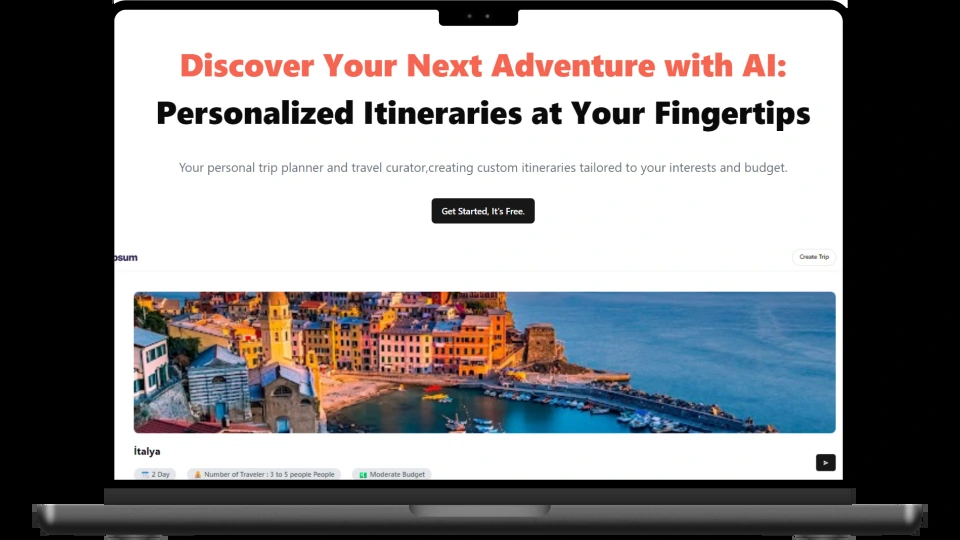 Discover Your Next Adventure with AI:
Personalized Itineraries at Your Fingertips
Your personal trip planner and travel curator,creating custom itineraries tailored to your interests and budget.
Get Started, It's Free.
psum
Create Trip
İtalya
2 Day
Number of Traveler : 3 to 5 people People
Moderate Budget